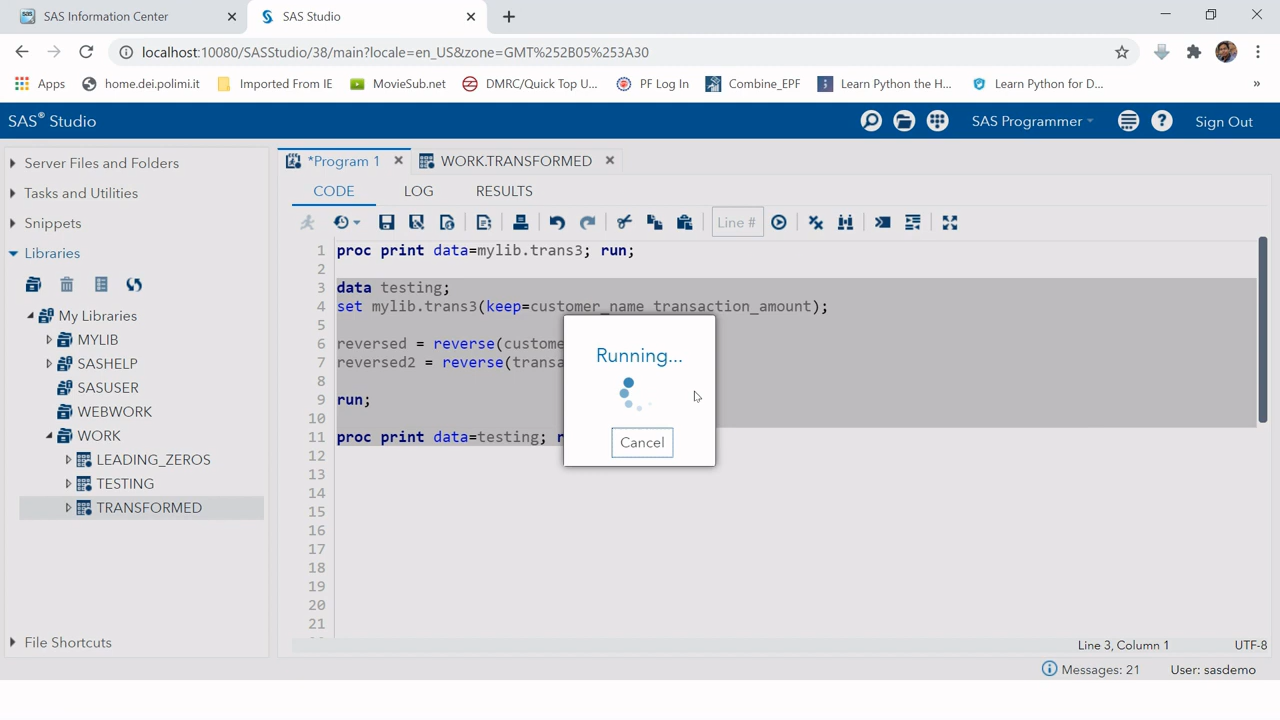 SAS Information Center
SAS Studio
localhost:10080/SASStudio/38/main?locale=en_US&zone=GMT%252B05%253A30
Apps
home.dei.polimi.it
Imported From IE
MovieSub.net
DMRC/Quick Top U...
PF Log In
Combine_EPF
Learn Python the H...
Learn Python for D...
»
SAS® Studio
SAS Programmer
Sign Out
Server Files and Folders
Tasks and Utilities
Snippets
Libraries
My Libraries
MYLIB
SASHELP
SASUSER
WEBWORK
WORK
LEADING_ZEROS
TESTING
TRANSFORMED
File Shortcuts
*Program 1
WORK.TRANSFORMED
CODE LOG RESULTS
Line #
1 proc print data=mylib.trans3; run;
2
3 data testing;
4 set mylib.trans3(keep=customer_name transaction_amount);
5
6 reversed = reverse(custome
7 reversed2 = reverse(transa
8
9 run;
10
11 proc print data=testing; r
12
13
14
15
16
17
18
19
20
21
Running...
Cancel
Line 3, Column 1
UTF-8
Messages: 21
User: sasdemo